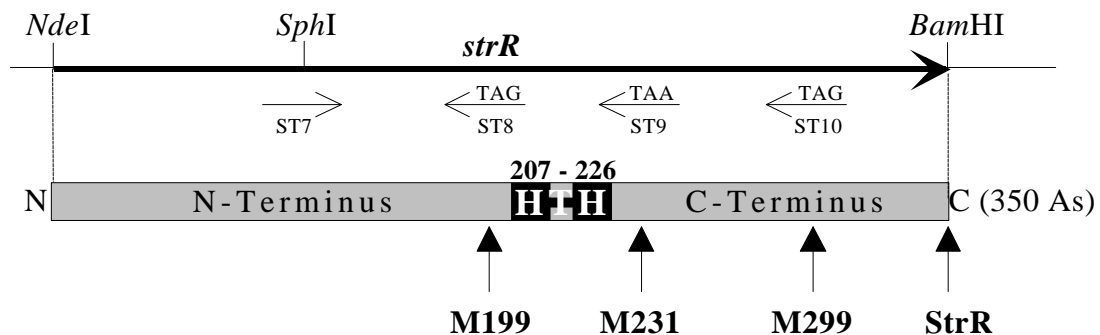 NdeI SphI BamHI
strR
TAG TAA TAG
ST7 ST8 ST9 ST10
207 - 226
N N-Terminus H T H C-Terminus C (350 As)
M199 M231 M299 StrR